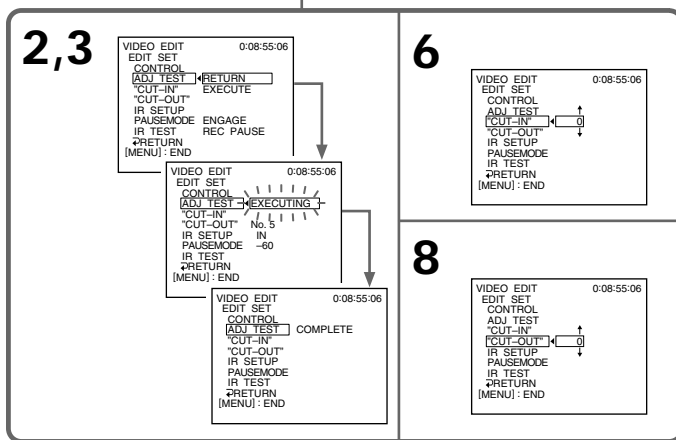 2,3
VIDEO EDIT 0:08:55:06
EDIT SET
CONTROL
ADJ TEST RETURN
"CUT–IN" EXECUTE
"CUT–OUT"
IR SETUP
PAUSEMODE ENGAGE
IR TEST REC PAUSE
RETURN
[MENU] : END
VIDEO EDIT 0:08:55:06
EDIT SET
CONTROL
ADJ TEST EXECUTING
"CUT–IN"
"CUT–OUT" No. 5
IR SETUP IN
PAUSEMODE –60
IR TEST
RETURN
[MENU] : END
VIDEO EDIT 0:08:55:06
EDIT SET
CONTROL
ADJ TEST COMPLETE
"CUT–IN"
"CUT–OUT"
IR SETUP
PAUSEMODE
IR TEST
RETURN
[MENU] : END
6
VIDEO EDIT 0:08:55:06
EDIT SET
CONTROL
ADJ TEST
"CUT–IN" 0
"CUT–OUT"
IR SETUP
PAUSEMODE
IR TEST
RETURN
[MENU] : END
8
VIDEO EDIT 0:08:55:06
EDIT SET
CONTROL
ADJ TEST
"CUT–IN"
"CUT–OUT" 0
IR SETUP
PAUSEMODE
IR TEST
RETURN
[MENU] : END